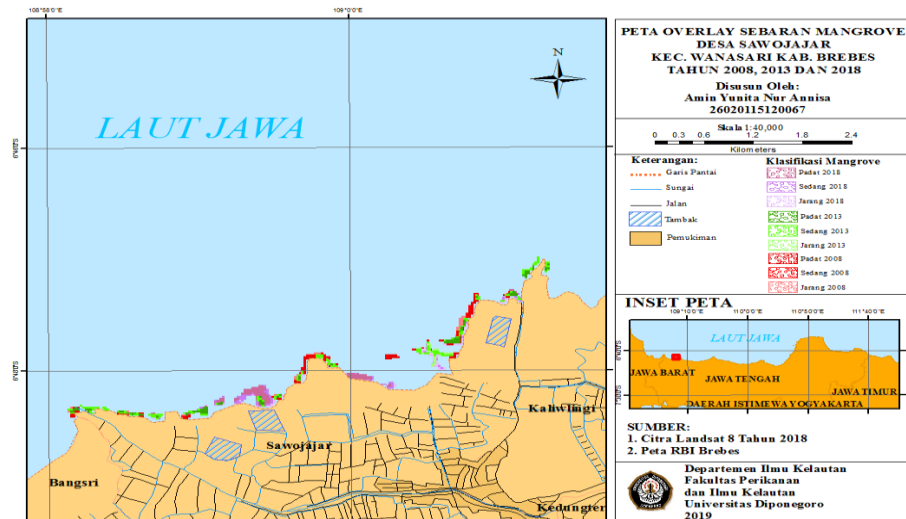 108°58'0"E
109°0'0"E
N
LAUT JAWA
Kaliwlingi
Sawojajar
Bangsri
Kedungter
PETA OVERLAY SEBARAN MANGROVE
DESA SAWOJAJAR
KEC. WANASARI KAB. BREBES
TAHUN 2008, 2013 DAN 2018
Disusun Oleh:
Amin Yunita Nur Annisa
26020115120067
Skala 1:40,000
0 0.3 0.6 1.2 1.8 2.4
Kilometers
Keterangan:
Garis Pantai
Sungai
Jalan
Tambak
Pemukiman
Klasifikasi Mangrove
Padat 2018
Sedang 2018
Jarang 2018
Padat 2013
Sedang 2013
Jarang 2013
Padat 2008
Sedang 2008
Jarang 2008
INSET PETA
LAUT JAWA
JAWA BARAT
JAWA TENGAH
JAWA TIMUR
DAERAH ISTIMEWA YOGYAKARTA
SUMBER:
1. Citra Landsat 8 Tahun 2018
2. Peta RBI Brebes
Departemen Ilmu Kelautan
Fakultas Perikanan
dan Ilmu Kelautan
Universitas Diponegoro
2019